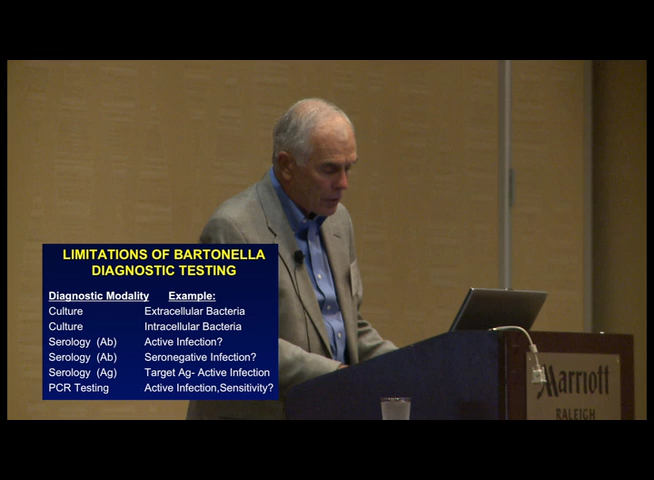 LIMITATIONS OF BARTONELLA
DIAGNOSTIC TESTING
Diagnostic Modality Example:
Culture Extracellular Bacteria
Culture Intracellular Bacteria
Serology (Ab) Active Infection?
Serology (Ab) Seronegative Infection?
Serology (Ag) Target Ag- Active Infection
PCR Testing Active Infection,Sensitivity?
Marriott
RALEIGH